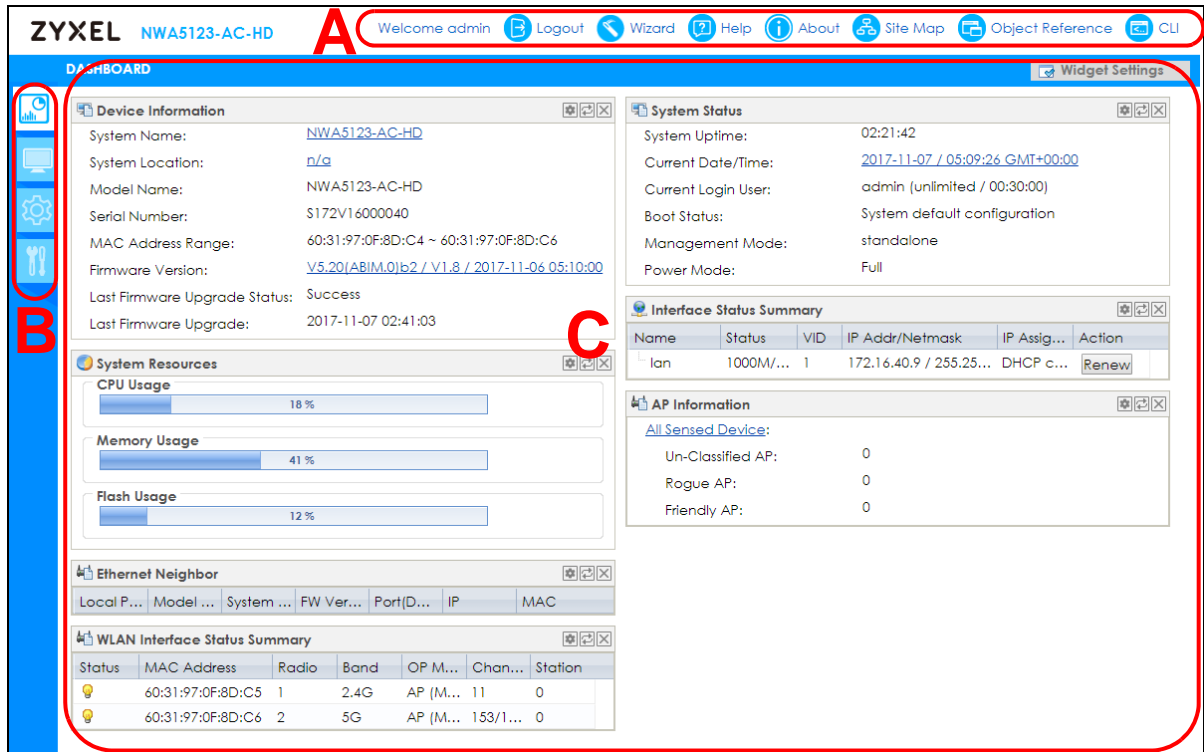 ZYXEL NWA5123-AC-HD
A
Welcome admin Logout Wizard Help About Site Map Object Reference CLI
DASHBOARD
Widget Settings
B
C
Device Information
System Name: NWA5123-AC-HD
System Location: n/a
Model Name: NWA5123-AC-HD
Serial Number: S172V16000040
MAC Address Range: 60:31:97:0F:8D:C4 ~ 60:31:97:0F:8D:C6
Firmware Version: V5.20(ABIM.0)b2 / V1.8 / 2017-11-06 05:10:00
Last Firmware Upgrade Status: Success
Last Firmware Upgrade: 2017-11-07 02:41:03
System Resources
CPU Usage
18 %
Memory Usage
41 %
Flash Usage
12 %
Ethernet Neighbor
Local P... Model ... System ... FW Ver... Port(D... IP MAC
WLAN Interface Status Summary
Status MAC Address Radio Band OP M... Chan... Station
60:31:97:0F:8D:C5 1 2.4G AP (M... 11 0
60:31:97:0F:8D:C6 2 5G AP (M... 153/1... 0
System Status
System Uptime: 02:21:42
Current Date/Time: 2017-11-07 / 05:09:26 GMT+00:00
Current Login User: admin (unlimited / 00:30:00)
Boot Status: System default configuration
Management Mode: standalone
Power Mode: Full
Interface Status Summary
Name Status VID IP Addr/Netmask IP Assig... Action
lan 1000M/... 1 172.16.40.9 / 255.25... DHCP c... Renew
AP Information
All Sensed Device:
Un-Classified AP: 0
Rogue AP: 0
Friendly AP: 0